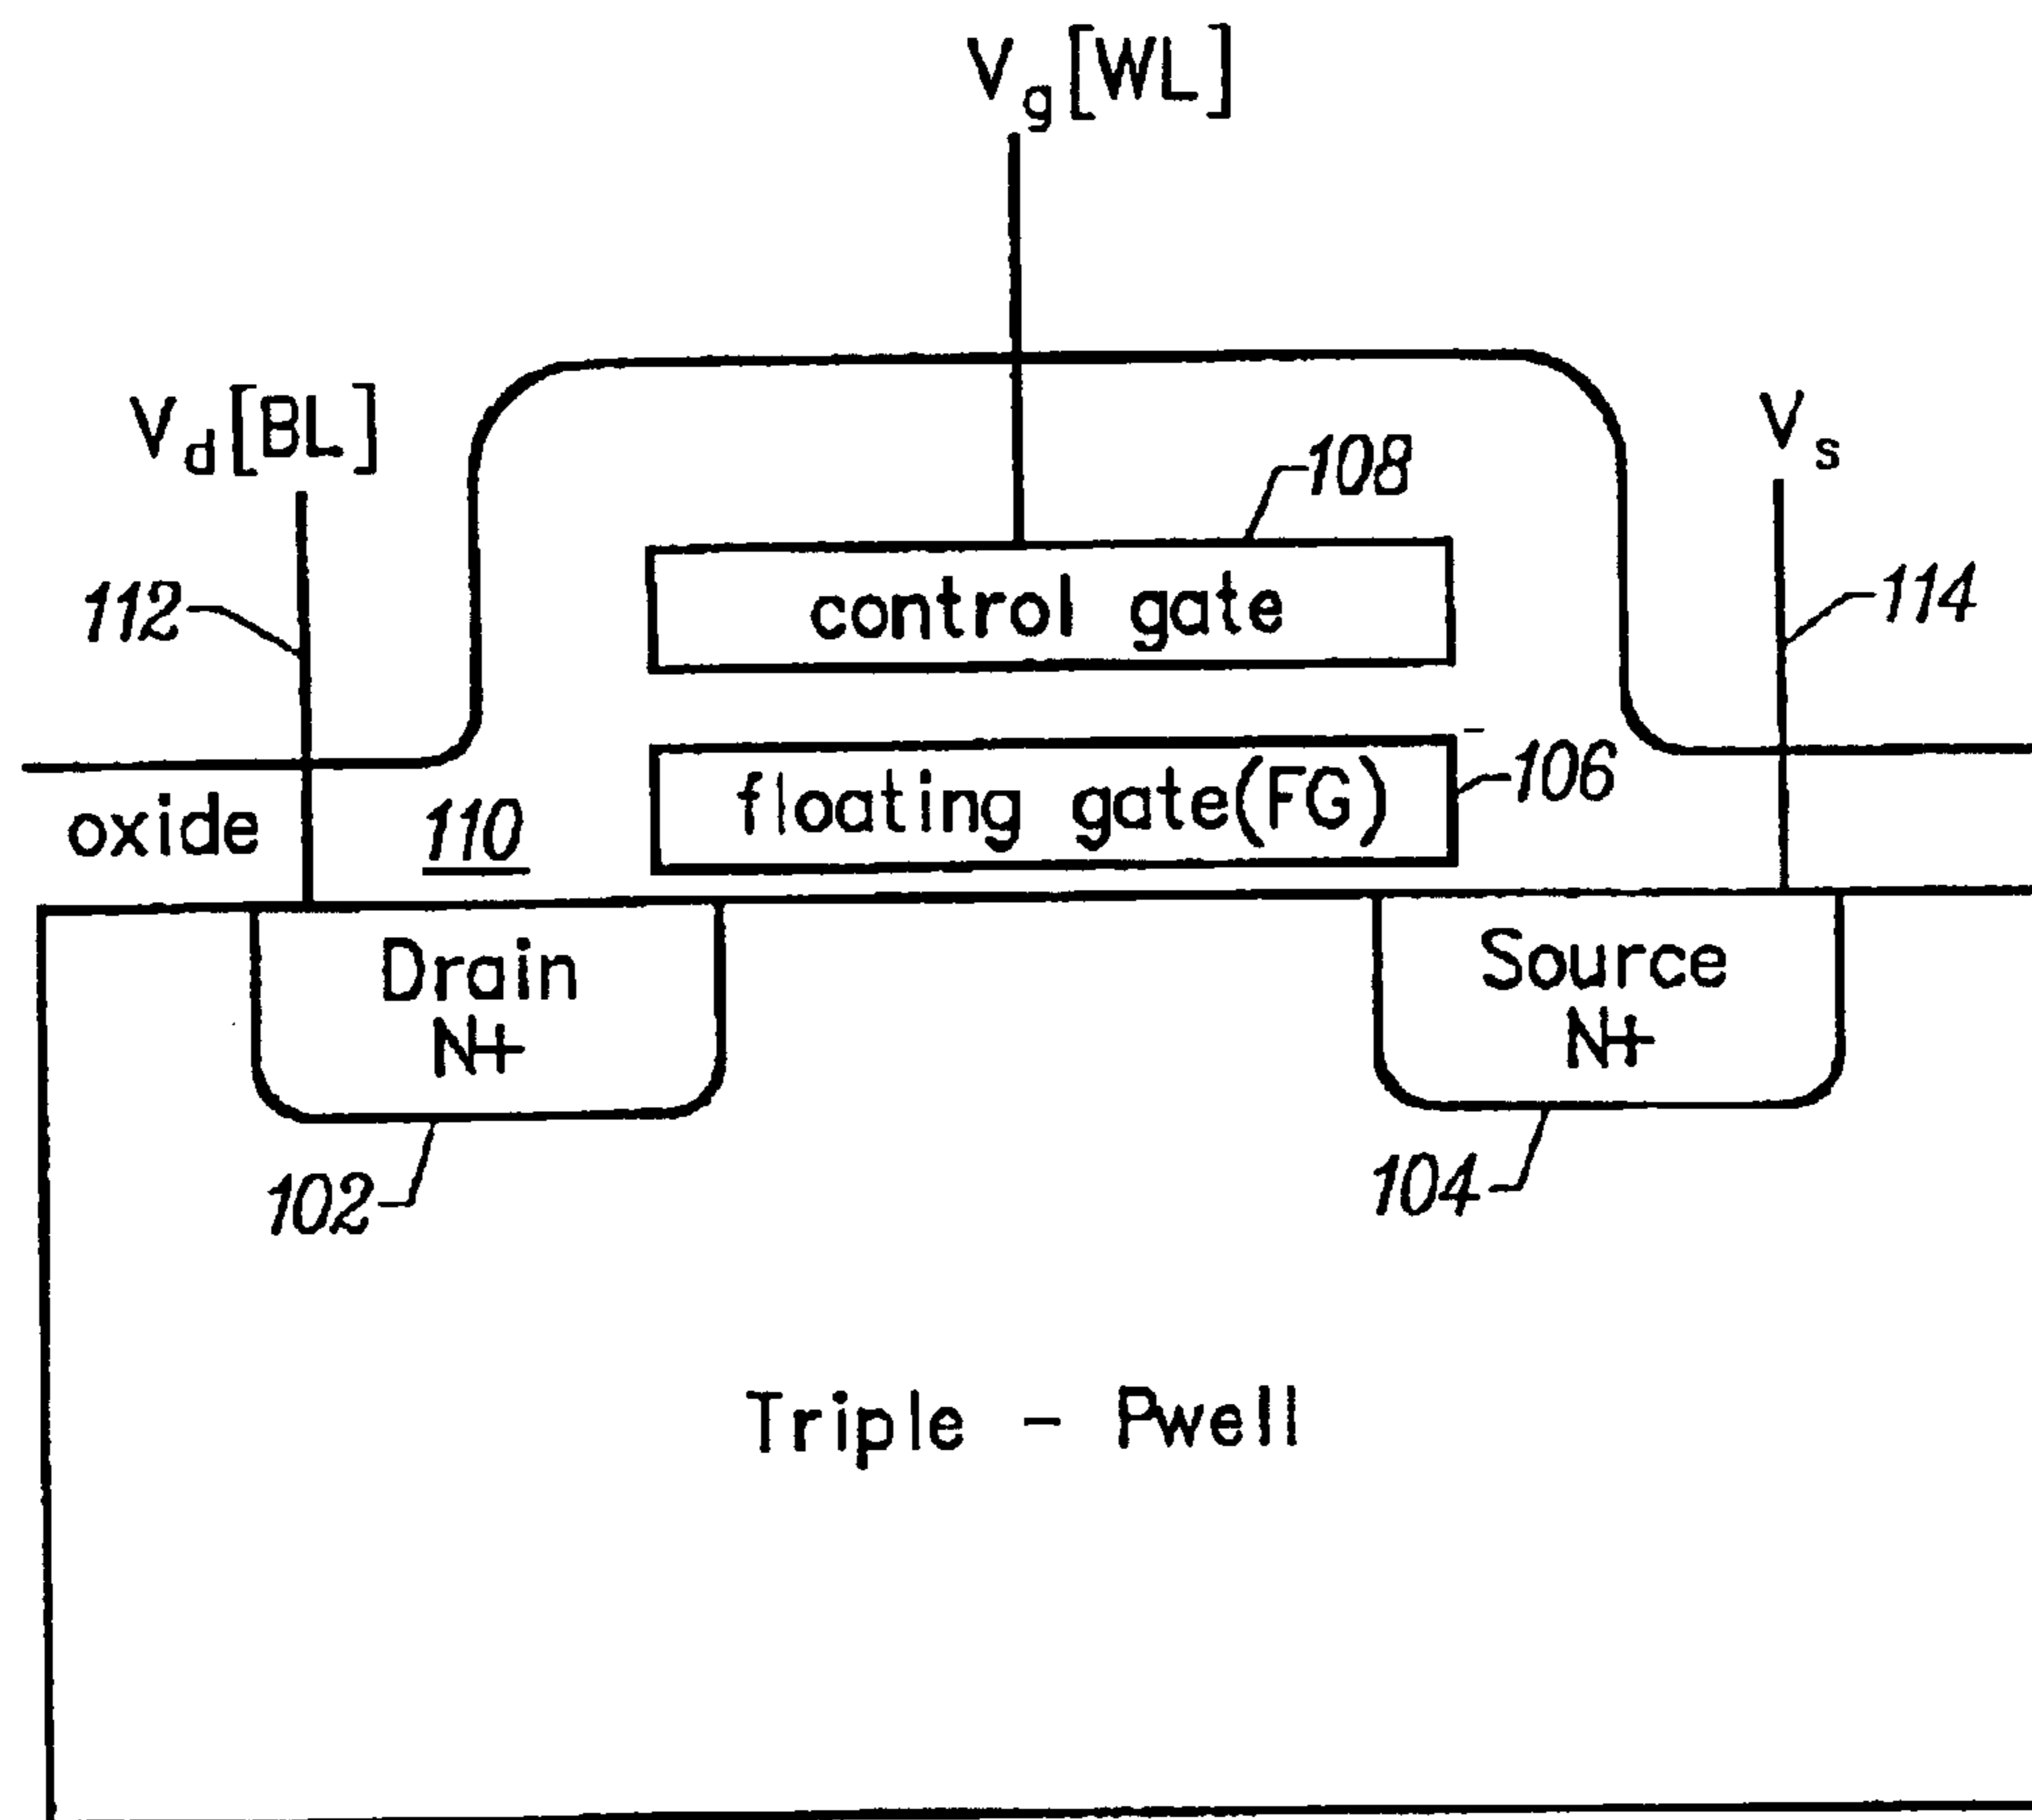 Vg[WL]
Vd[BL]
Vs
108
112
control gate
114
106
oxide
110
floating gate(FG)
Drain
N+
Source
N+
102
104
Triple - Pwell